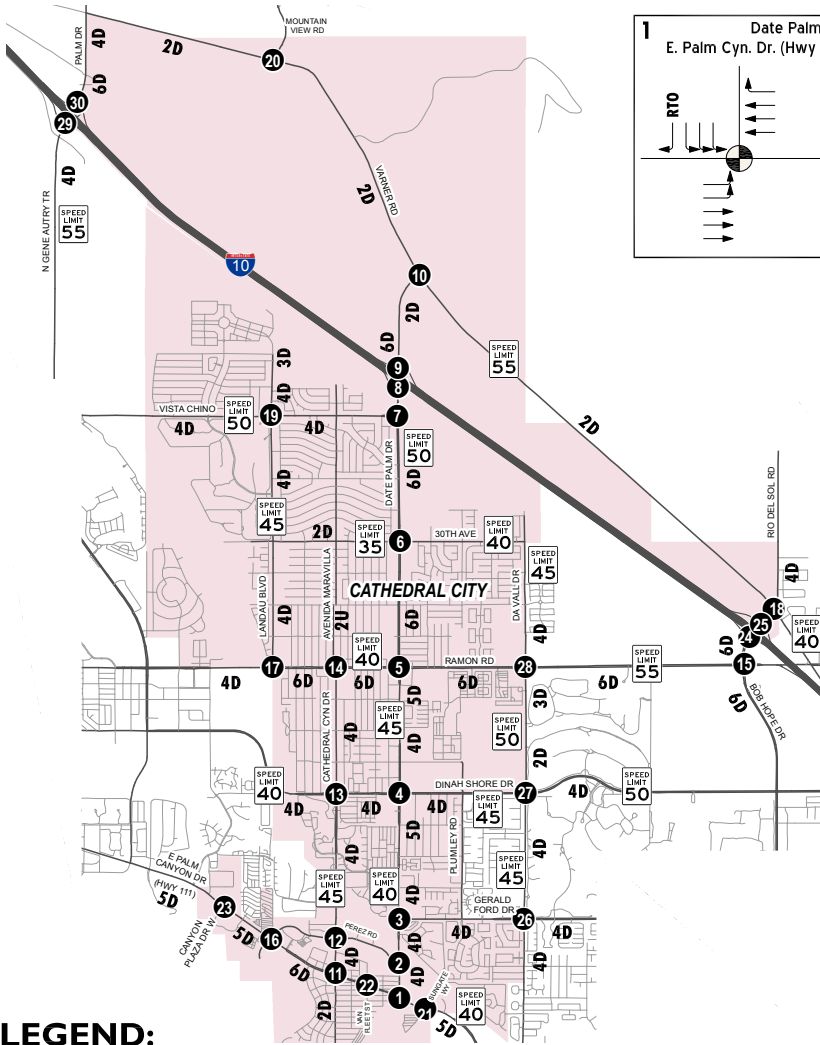 MOUNTAIN
VIEW RD
PALM DR
4D
2D
20
6D
30
29
4D
N GENE AUTRY TR
SPEED
LIMIT
55
1
Date Palm
E. Palm Cyn. Dr. (Hwy
RTO
VARNER RD
2D
10
10
2D
6D
9
8
3D
4D
SPEED
LIMIT
55
VISTA CHINO
4D
SPEED
LIMIT
50
19
4D
7
SPEED
LIMIT
50
DATE PALM DR
6D
4D
2D
SPEED
LIMIT
45
2D
SPEED
LIMIT
35
6
30TH AVE
SPEED
LIMIT
40
SPEED
LIMIT
45
RIO DEL SOL RD
4D
CATHEDRAL CITY
LANDAU BLVD
AVENIDA MARAVILLA
DA VALL DR
4D
2U
6D
4D
18
25
24
SPEED
LIMIT
40
6D
SPEED
LIMIT
40
RAMON RD
SPEED
LIMIT
55
17
14
5
28
15
4D
6D
6D
6D
6D
5D
3D
6D
BOB HOPE DR
CATHEDRAL CYN DR
4D
SPEED
LIMIT
45
4D
SPEED
LIMIT
50
2D
SPEED
LIMIT
40
DINAH SHORE DR
13
4
27
4D
SPEED
LIMIT
50
4D
4D
4D
SPEED
LIMIT
45
5D
PLUMLEY RD
4D
4D
E PALM
CANYON DR
(HWY 111)
5D
SPEED
LIMIT
45
SPEED
LIMIT
40
4D
SPEED
LIMIT
45
GERALD
FORD DR
23
3
26
4D
4D
4D
CANYON
PLAZA DR W
5D
16
12
PEREZ RD
4D
2
4D
4D
6D
11
22
1
21
SUNGATE
WY
2D
VAN
FLEET ST
SPEED
LIMIT
40
5D
LEGEND: